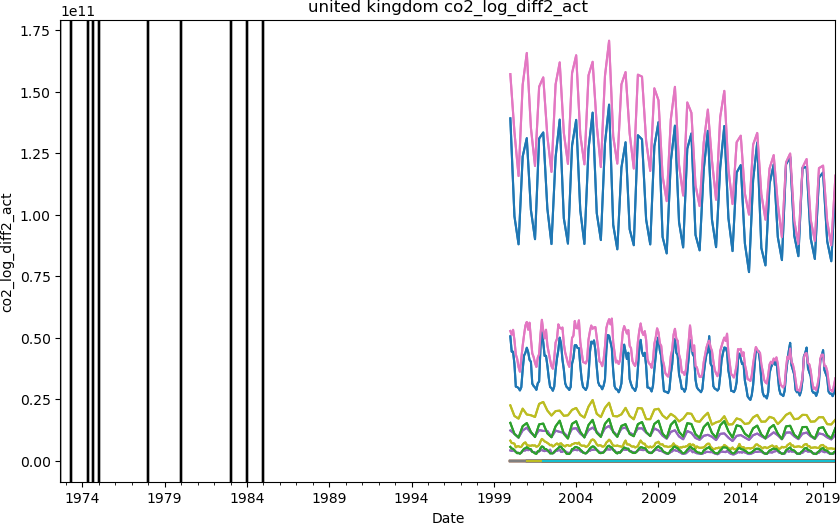 united kingdom co2_log_diff2_act
1e11
1.75
1.50
1.25
1.00
0.75
0.50
0.25
0.00
co2_log_diff2_act
1974 1979 1984 1989 1994 1999 2004 2009 2014 2019
Date